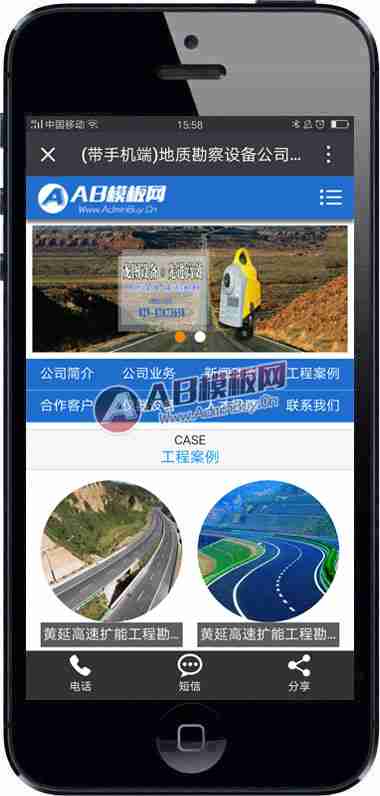 中国移动
15:58
(带手机端)地质勘察设备公司...
AB模板网
Www.AdminBuy.Cn
公司简介 公司业务 新闻 工程案例
AB模板网
Www.AdminBuy.Cn
合作客户 联系我们
CASE
工程案例
黄延高速扩能工程勘... 黄延高速扩能工程勘...
电话 短信 分享